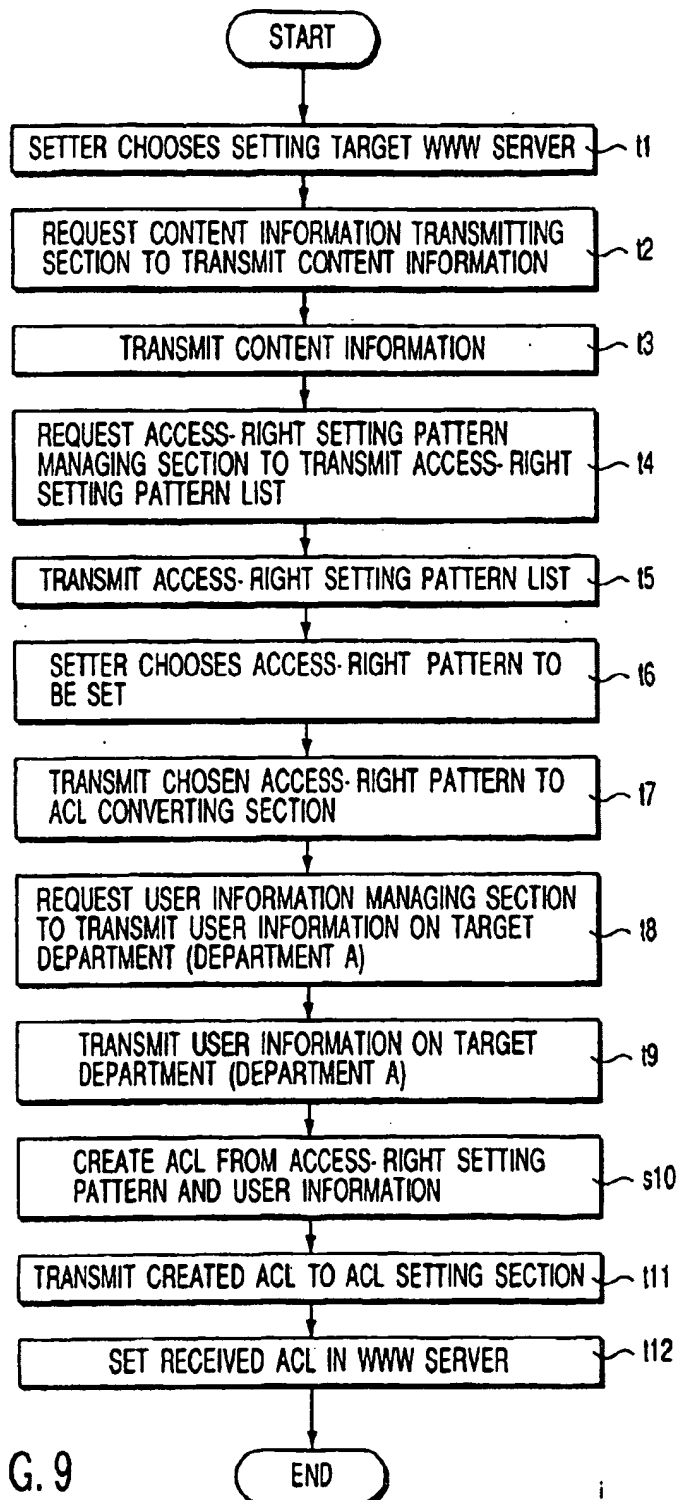 START
SETTER CHOOSES SETTING TARGET WWW SERVER t1
REQUEST CONTENT INFORMATION TRANSMITTING
SECTION TO TRANSMIT CONTENT INFORMATION t2
TRANSMIT CONTENT INFORMATION t3
REQUEST ACCESS-RIGHT SETTING PATTERN
MANAGING SECTION TO TRANSMIT ACCESS-RIGHT
SETTING PATTERN LIST t4
TRANSMIT ACCESS-RIGHT SETTING PATTERN LIST t5
SETTER CHOOSES ACCESS-RIGHT PATTERN TO
BE SET t6
TRANSMIT CHOSEN ACCESS-RIGHT PATTERN TO
ACL CONVERTING SECTION t7
REQUEST USER INFORMATION MANAGING SECTION
TO TRANSMIT USER INFORMATION ON TARGET
DEPARTMENT (DEPARTMENT A) t8
TRANSMIT USER INFORMATION ON TARGET
DEPARTMENT (DEPARTMENT A) t9
CREATE ACL FROM ACCESS-RIGHT SETTING
PATTERN AND USER INFORMATION s10
TRANSMIT CREATED ACL TO ACL SETTING SECTION t11
SET RECEIVED ACL IN WWW SERVER t12
END
G. 9